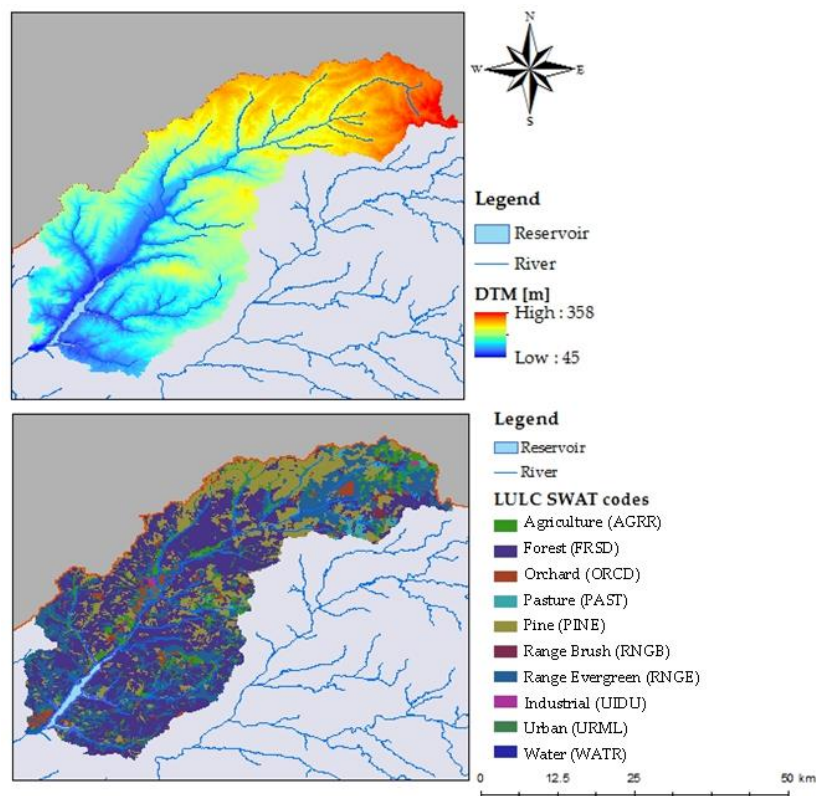 N
W
E
S
Legend
Reservoir
River
DTM [m]
High : 358
Low : 45
Legend
Reservoir
River
LULC SWAT codes
Agriculture (AGRR)
Forest (FRSD)
Orchard (ORCD)
Pasture (PAST)
Pine (PINE)
Range Brush (RNGB)
Range Evergreen (RNGE)
Industrial (UIDU)
Urban (URML)
Water (WATR)
0 12.5 25 50 km